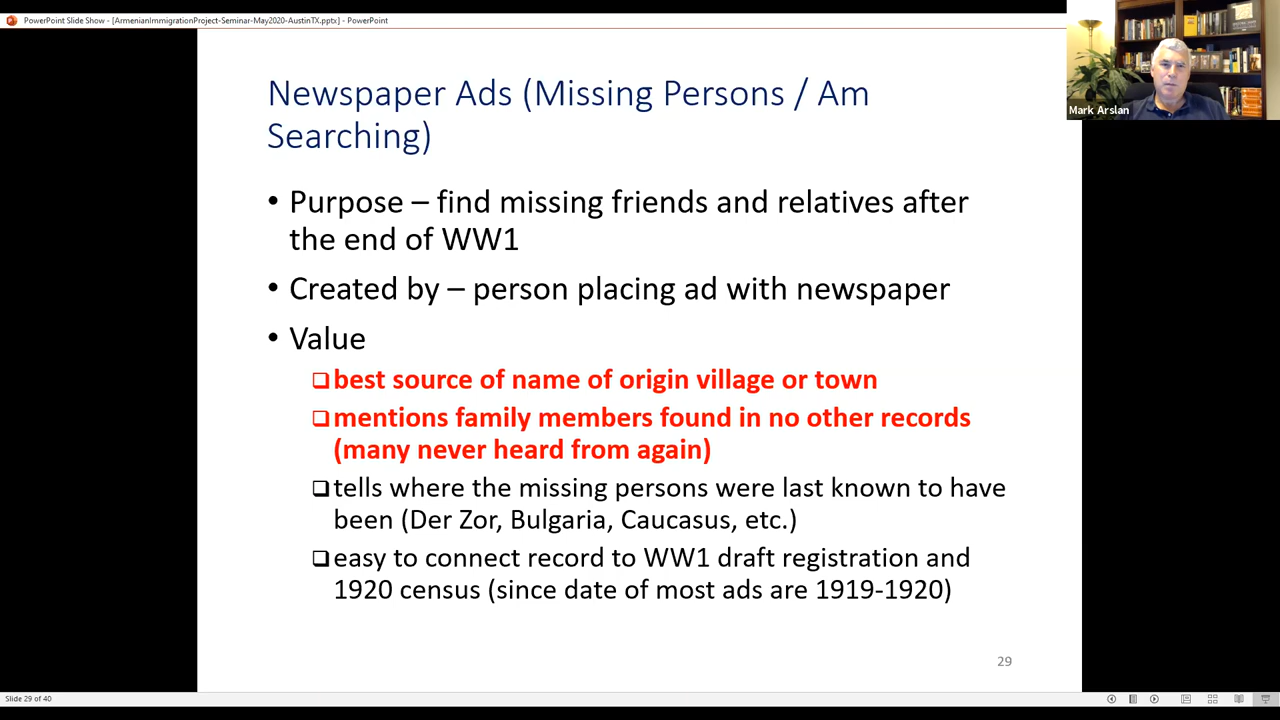 PowerPoint Slide Show - [ArmenianImmigrationProject-Seminar-May2020-AustinTX.pptx] - PowerPoint
Mark Arslan
Newspaper Ads (Missing Persons / Am
Searching)
• Purpose – find missing friends and relatives after
the end of WW1
• Created by – person placing ad with newspaper
• Value
❑best source of name of origin village or town
❑mentions family members found in no other records
(many never heard from again)
❑tells where the missing persons were last known to have
been (Der Zor, Bulgaria, Caucasus, etc.)
❑easy to connect record to WW1 draft registration and
1920 census (since date of most ads are 1919-1920)
29
Slide 29 of 40